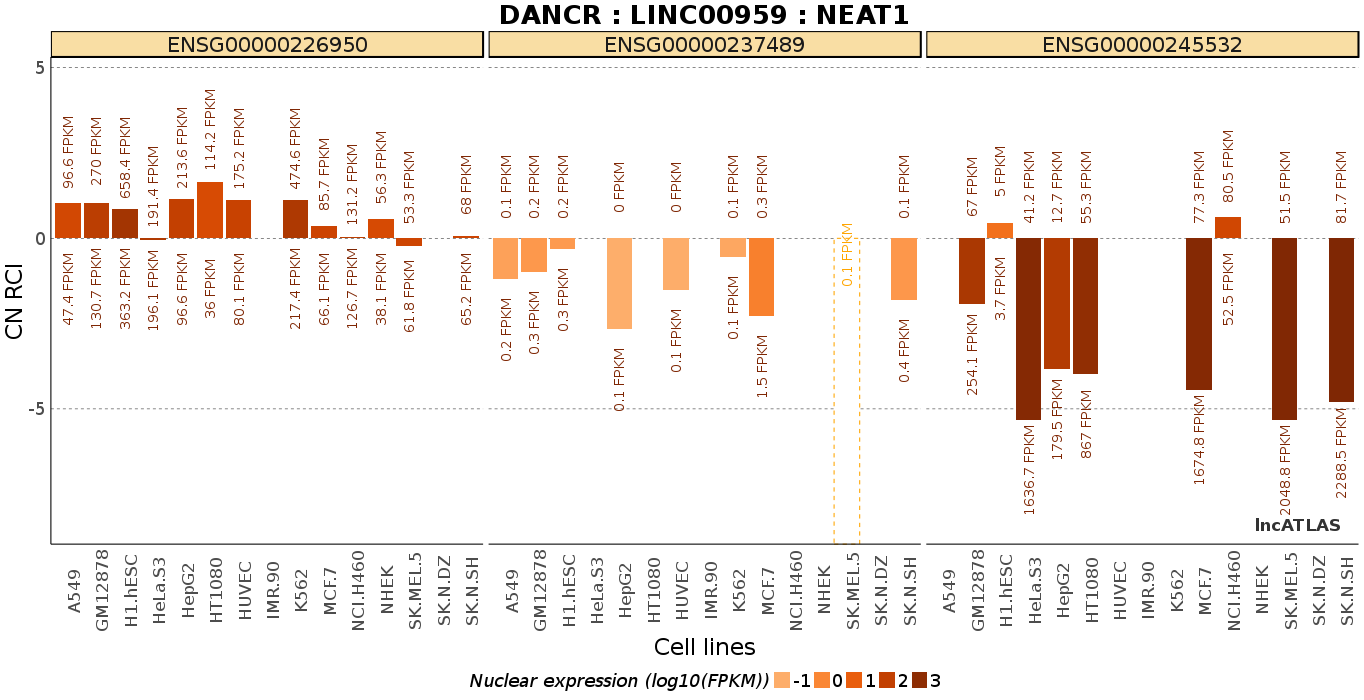 DANCR : LINC00959 : NEAT1
ENSG00000226950 ENSG00000237489 ENSG00000245532
CN RCI
5
0
-5
96.6 FPKM 270 FPKM 658.4 FPKM 191.4 FPKM 213.6 FPKM 114.2 FPKM 175.2 FPKM 474.6 FPKM 85.7 FPKM 131.2 FPKM 56.3 FPKM 53.3 FPKM 68 FPKM
47.4 FPKM 130.7 FPKM 363.2 FPKM 196.1 FPKM 96.6 FPKM 36 FPKM 80.1 FPKM 217.4 FPKM 66.1 FPKM 126.7 FPKM 38.1 FPKM 61.8 FPKM 65.2 FPKM
0.1 FPKM 0.2 FPKM 0.2 FPKM 0 FPKM 0 FPKM 0.1 FPKM 0.3 FPKM 0.1 FPKM 0.1 FPKM
0.2 FPKM 0.3 FPKM 0.3 FPKM 0.1 FPKM 0.1 FPKM 0.1 FPKM 1.5 FPKM 0.4 FPKM
67 FPKM 5 FPKM 41.2 FPKM 12.7 FPKM 55.3 FPKM 77.3 FPKM 80.5 FPKM 51.5 FPKM 81.7 FPKM
254.1 FPKM 3.7 FPKM 1636.7 FPKM 179.5 FPKM 867 FPKM 1674.8 FPKM 52.5 FPKM 2048.8 FPKM 2288.5 FPKM
lncATLAS
A549 GM12878 H1.hESC HeLa.S3 HepG2 HT1080 HUVEC IMR.90 K562 MCF.7 NCI.H460 NHEK SK.MEL.5 SK.N.DZ SK.N.SH
A549 GM12878 H1.hESC HeLa.S3 HepG2 HT1080 HUVEC IMR.90 K562 MCF.7 NCI.H460 NHEK SK.MEL.5 SK.N.DZ SK.N.SH
A549 GM12878 H1.hESC HeLa.S3 HepG2 HT1080 HUVEC IMR.90 K562 MCF.7 NCI.H460 NHEK SK.MEL.5 SK.N.DZ SK.N.SH
Cell lines
Nuclear expression (log10(FPKM)) -1 0 1 2 3